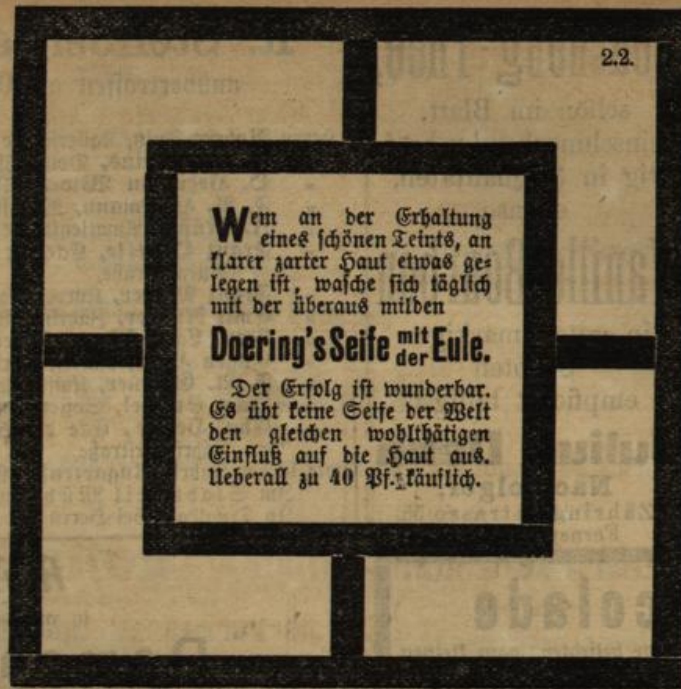 2.2.
Wem an der Erhaltung
eines schönen Teints, an
klarer zarter Haut etwas ge-
legen ist, wasche sich täglich
mit der überaus milden
Doering's Seife mit der Eule.
Der Erfolg ist wunderbar.
Es übt keine Seife der Welt
den gleichen wohlthätigen
Einfluß auf die Haut aus.
Ueberall zu 40 Pf. käuflich.